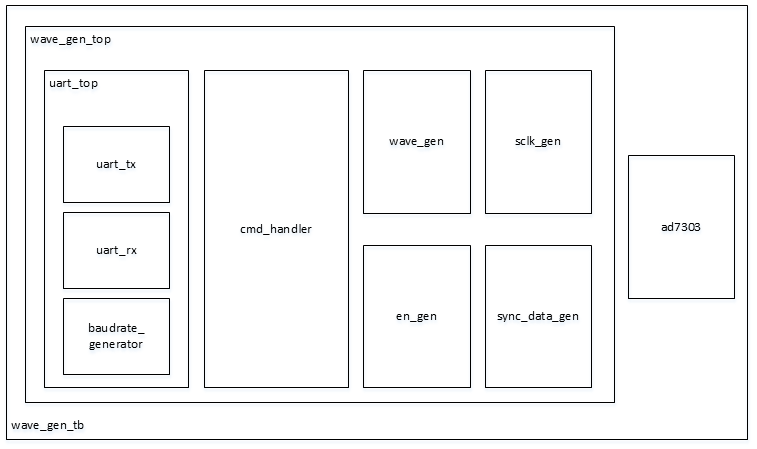 wave_gen_top
uart_top
uart_tx
uart_rx
baudrate_
generator
cmd_handler
wave_gen
sclk_gen
en_gen
sync_data_gen
ad7303
wave_gen_tb